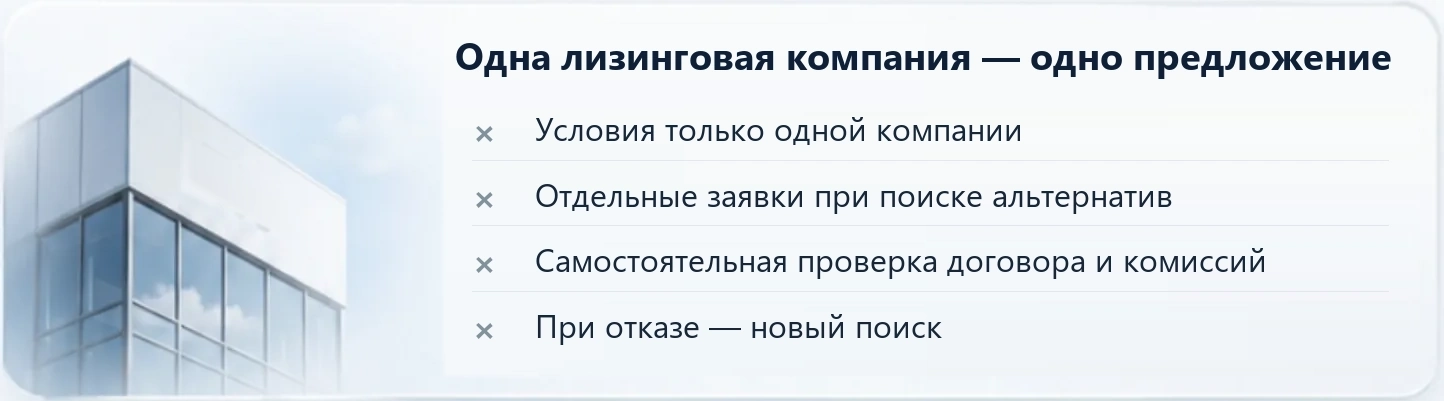 Одна лизинговая компания — одно предложение
× Условия только одной компании
× Отдельные заявки при поиске альтернатив
× Самостоятельная проверка договора и комиссий
× При отказе — новый поиск